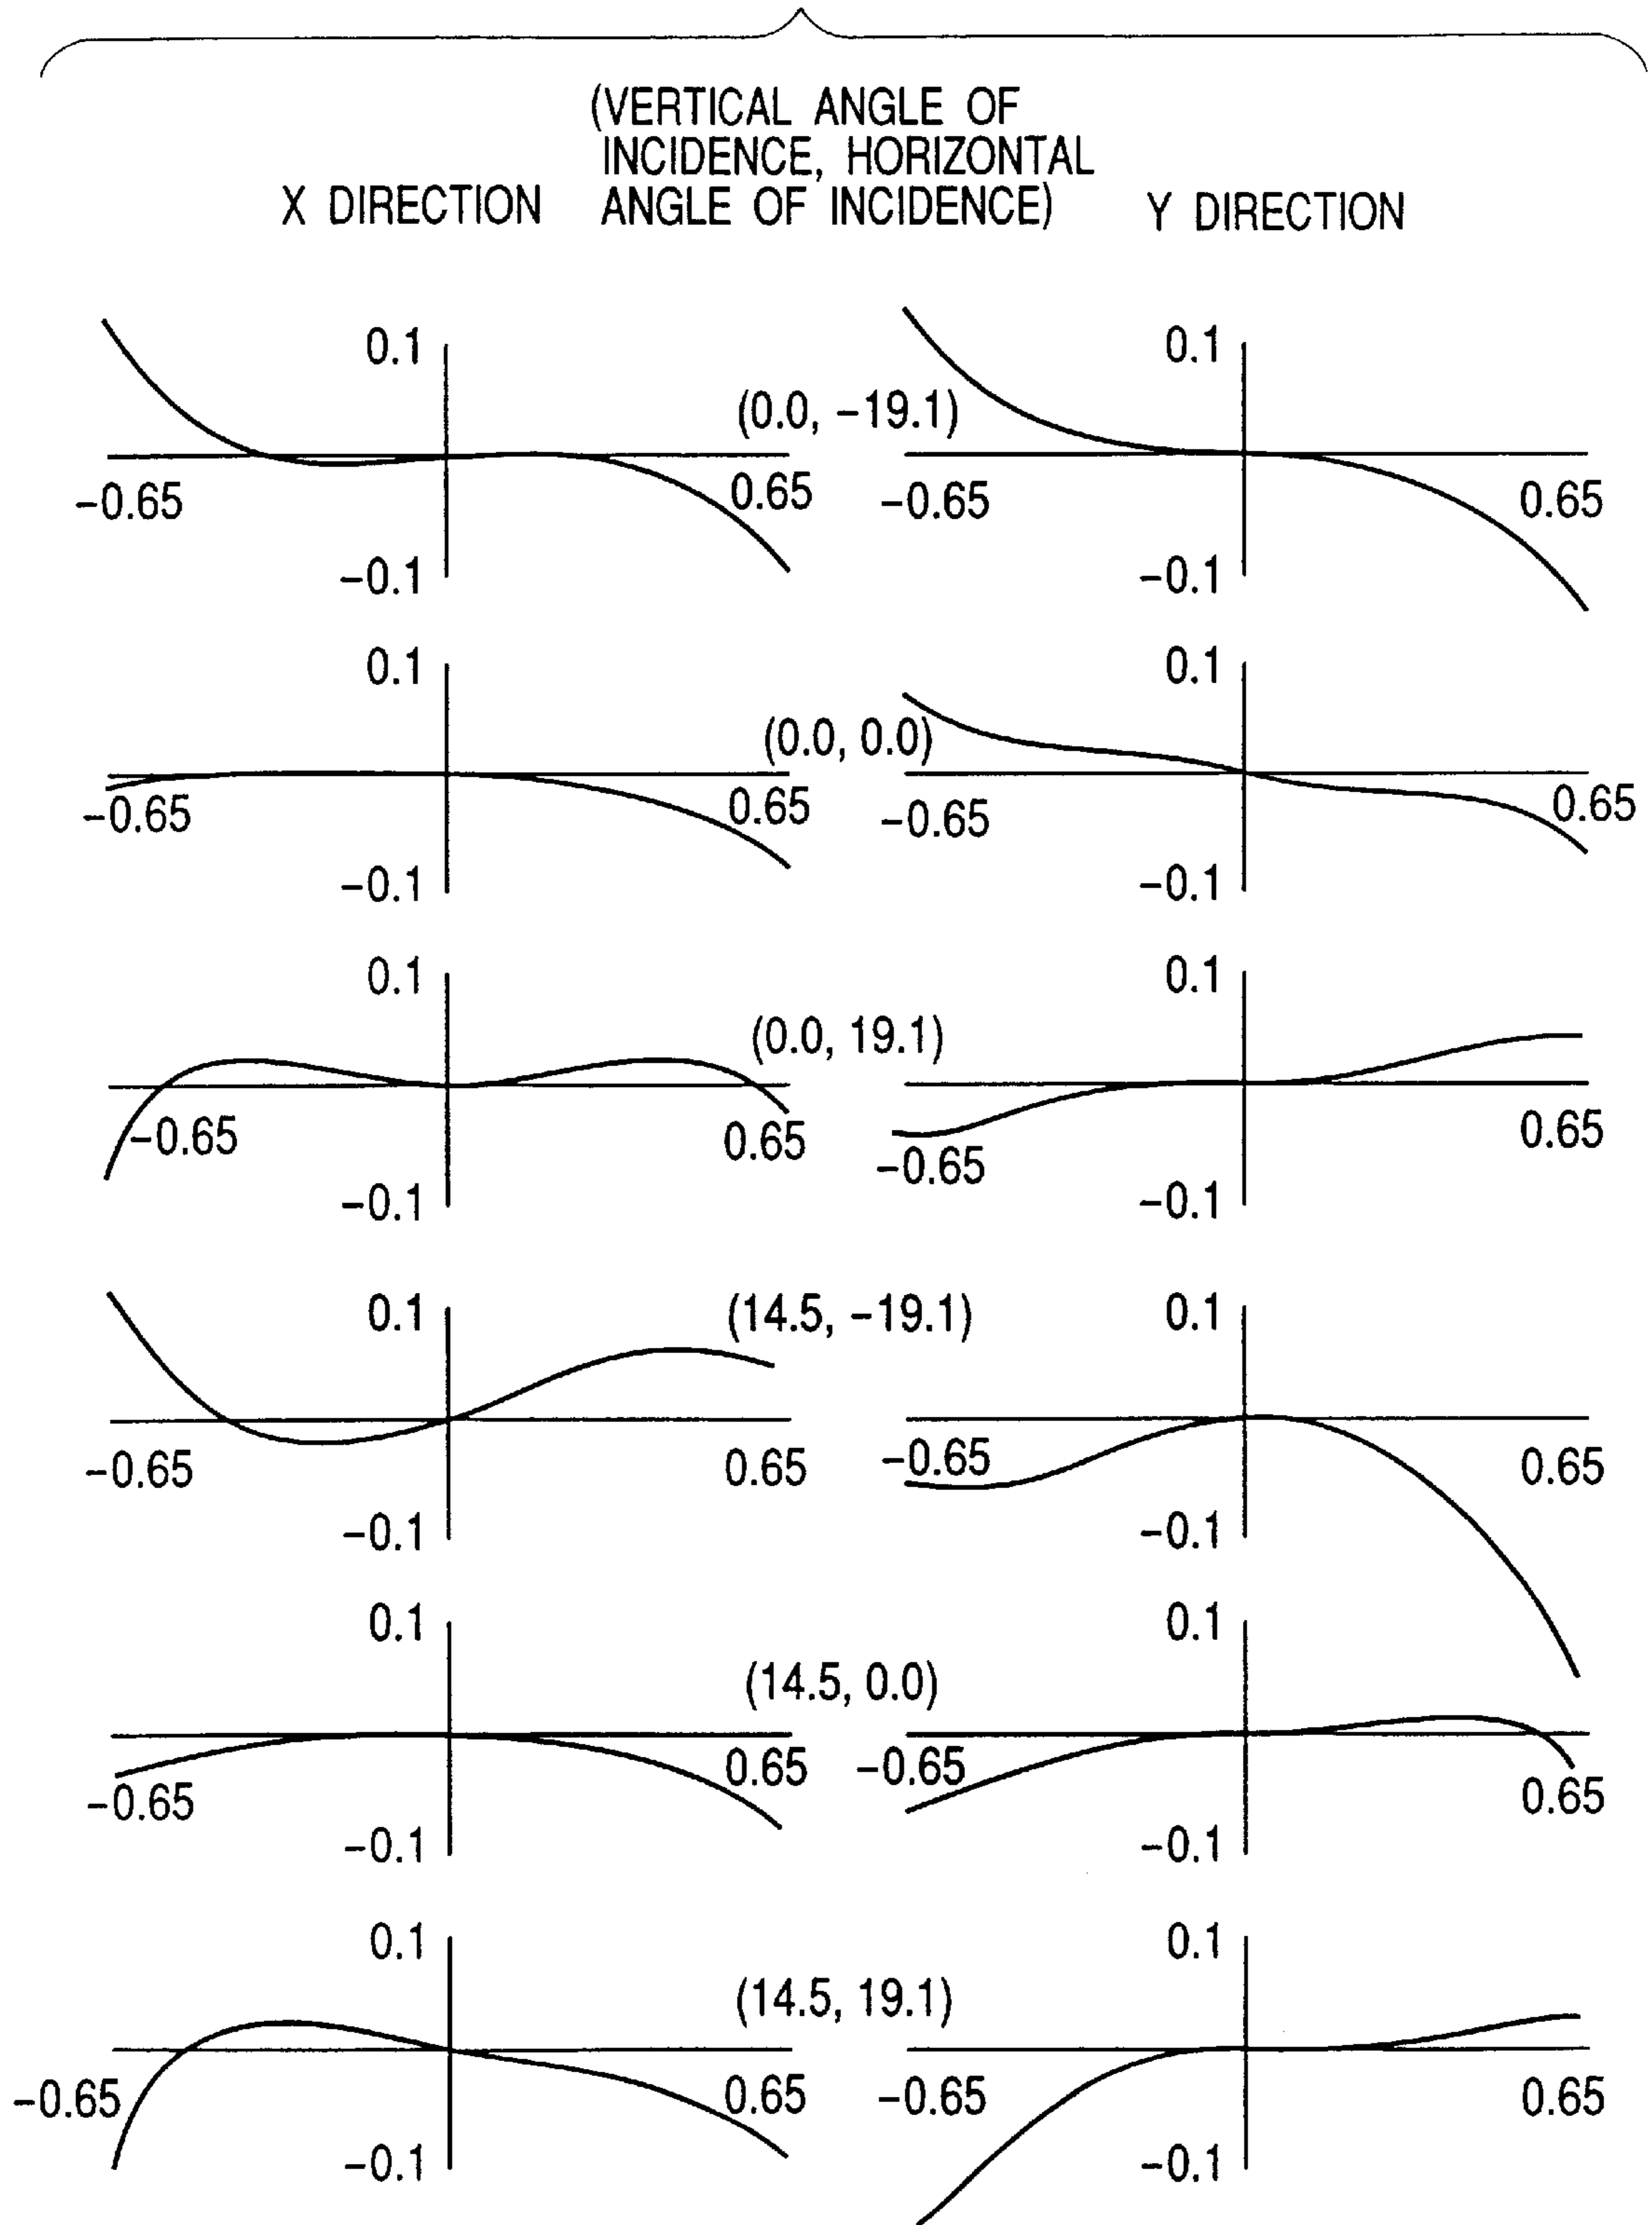 (VERTICAL ANGLE OF
INCIDENCE, HORIZONTAL
X DIRECTION ANGLE OF INCIDENCE) Y DIRECTION
0.1 0.1
(0.0, −19.1)
−0.65 0.65 −0.65 0.65
−0.1 −0.1
0.1 0.1
(0.0, 0.0)
−0.65 0.65 −0.65 0.65
−0.1 −0.1
0.1 0.1
(0.0, 19.1)
−0.65 0.65 −0.65 0.65
−0.1 −0.1
0.1 (14.5, −19.1) 0.1
−0.65 0.65 −0.65 0.65
−0.1 −0.1
0.1 0.1
(14.5, 0.0)
−0.65 0.65 −0.65 0.65
−0.1 −0.1
0.1 0.1
(14.5, 19.1)
−0.65 0.65 −0.65 0.65
−0.1 −0.1